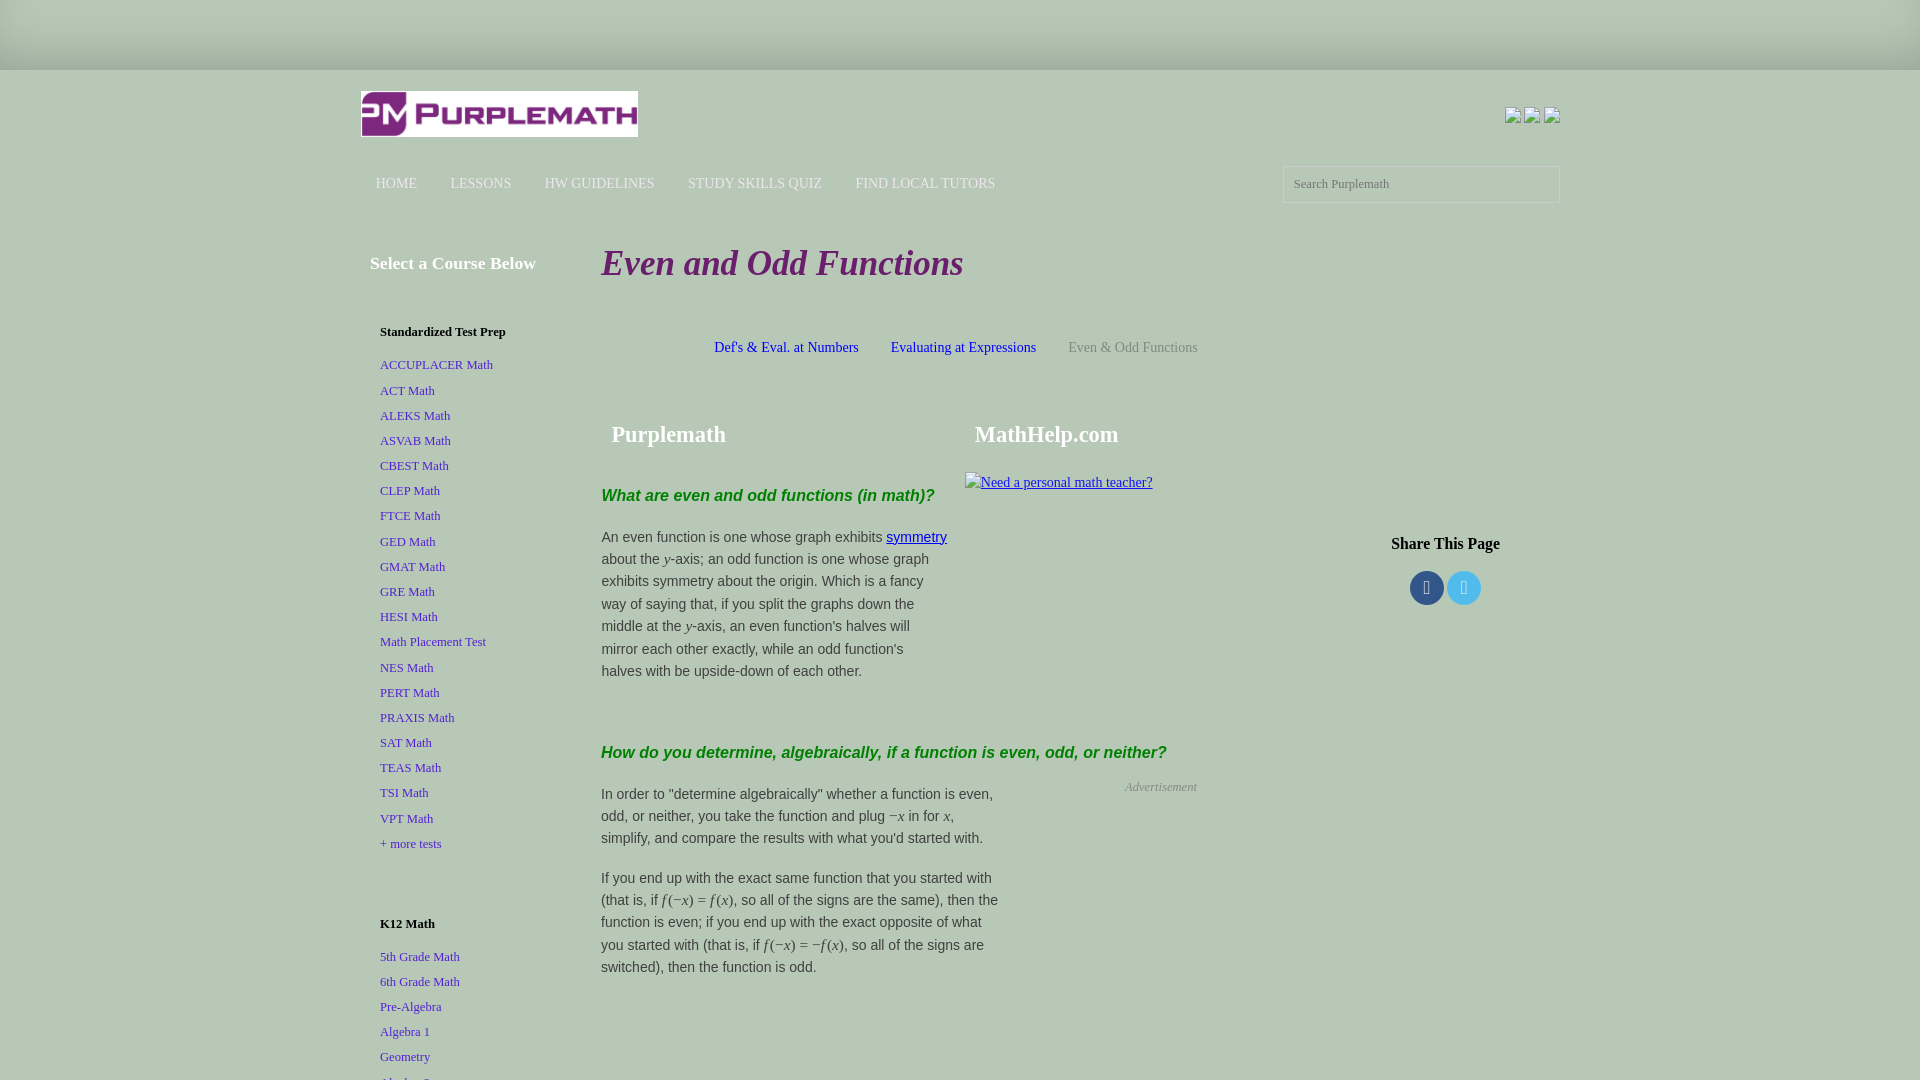 PM PURPLEMATH
HOME LESSONS HW GUIDELINES STUDY SKILLS QUIZ FIND LOCAL TUTORS
Search Purplemath
Select a Course Below
Standardized Test Prep
ACCUPLACER Math
ACT Math
ALEKS Math
ASVAB Math
CBEST Math
CLEP Math
FTCE Math
GED Math
GMAT Math
GRE Math
HESI Math
Math Placement Test
NES Math
PERT Math
PRAXIS Math
SAT Math
TEAS Math
TSI Math
VPT Math
+ more tests
K12 Math
5th Grade Math
6th Grade Math
Pre-Algebra
Algebra 1
Geometry
Even and Odd Functions
Def's & Eval. at Numbers Evaluating at Expressions Even & Odd Functions
Purplemath
What are even and odd functions (in math)?
An even function is one whose graph exhibits symmetry
about the y-axis; an odd function is one whose graph
exhibits symmetry about the origin. Which is a fancy
way of saying that, if you split the graphs down the
middle at the y-axis, an even function's halves will
mirror each other exactly, while an odd function's
halves with be upside-down of each other.
MathHelp.com
Need a personal math teacher?
How do you determine, algebraically, if a function is even, odd, or neither?
Advertisement
In order to "determine algebraically" whether a function is even,
odd, or neither, you take the function and plug −x in for x,
simplify, and compare the results with what you'd started with.
If you end up with the exact same function that you started with
(that is, if f(−x) = f(x), so all of the signs are the same), then the
function is even; if you end up with the exact opposite of what
you started with (that is, if f(−x) = −f(x), so all of the signs are
switched), then the function is odd.
Share This Page